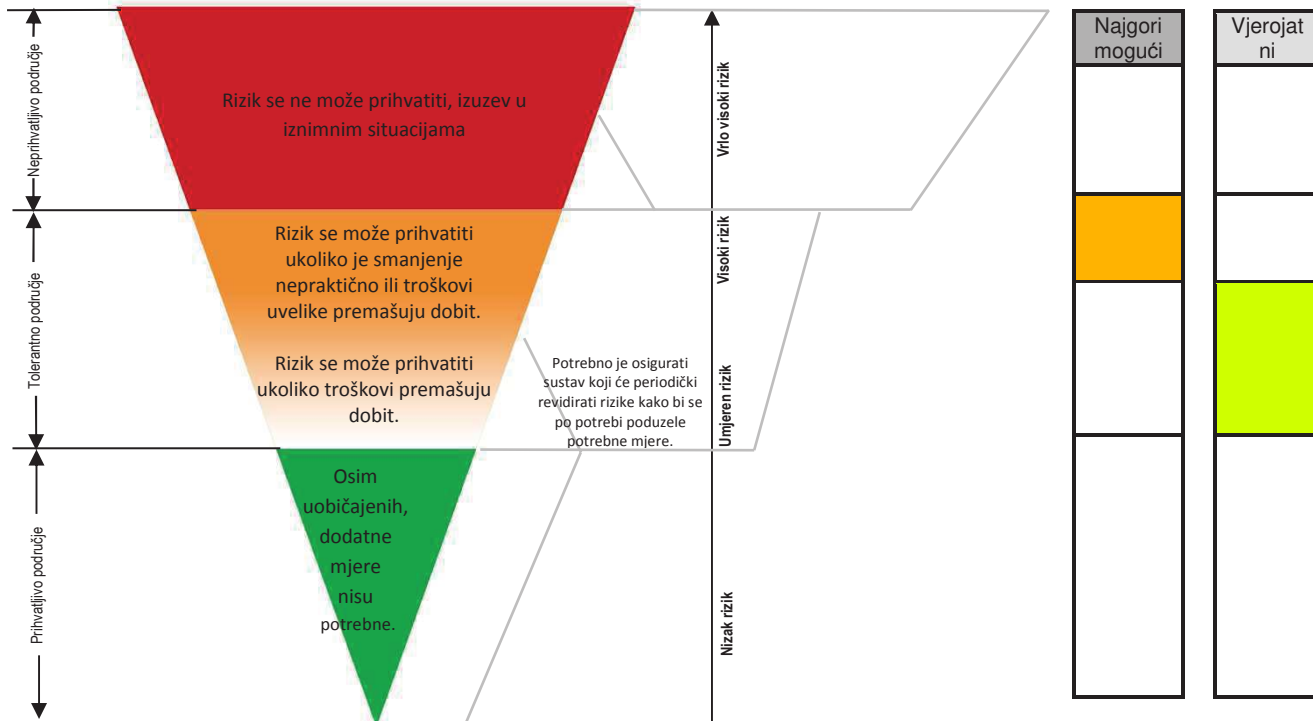 Neprihvatljivo područje
Rizik se ne može prihvatiti, izuzev u
iznimnim situacijama
Vrlo visoki rizik
Najgori
mogući
Vjerojat
ni
Tolerantno područje
Rizik se može prihvatiti
ukoliko je smanjenje
nepraktično ili troškovi
uvelike premašuju dobit.
Rizik se može prihvatiti
ukoliko troškovi premašuju
dobit.
Visoki rizik
Potrebno je osigurati
sustav koji će periodički
revidirati rizike kako bi se
po potrebi poduzele
potrebne mjere.
Umjeren rizik
Prihvatljivo područje
Osim
uobičajenih,
dodatne
mjere
nisu
potrebne.
Nizak rizik